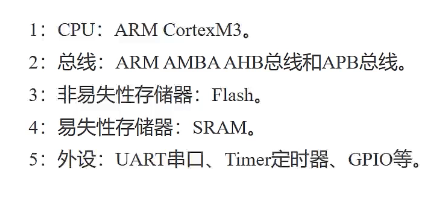 1：CPU：ARM CortexM3。
2：总线：ARM AMBA AHB总线和APB总线。
3：非易失性存储器：Flash。
4：易失性存储器：SRAM。
5：外设：UART串口、Timer定时器、GPIO等。